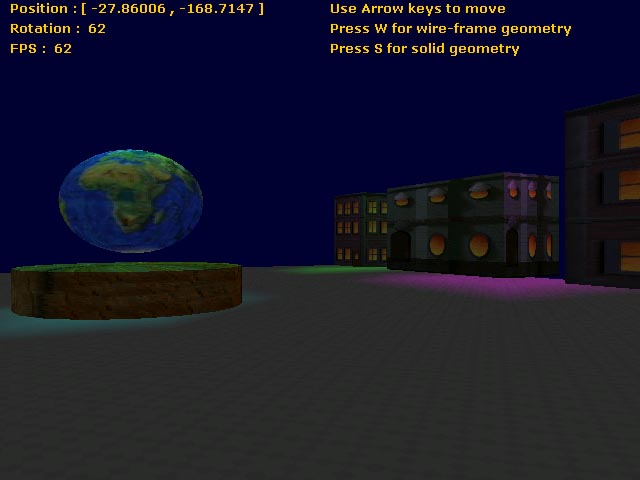 Position : [ -27.86006 , -168.7147 ]
Rotation : 62
FPS : 62
Use Arrow keys to move
Press W for wire-frame geometry
Press S for solid geometry